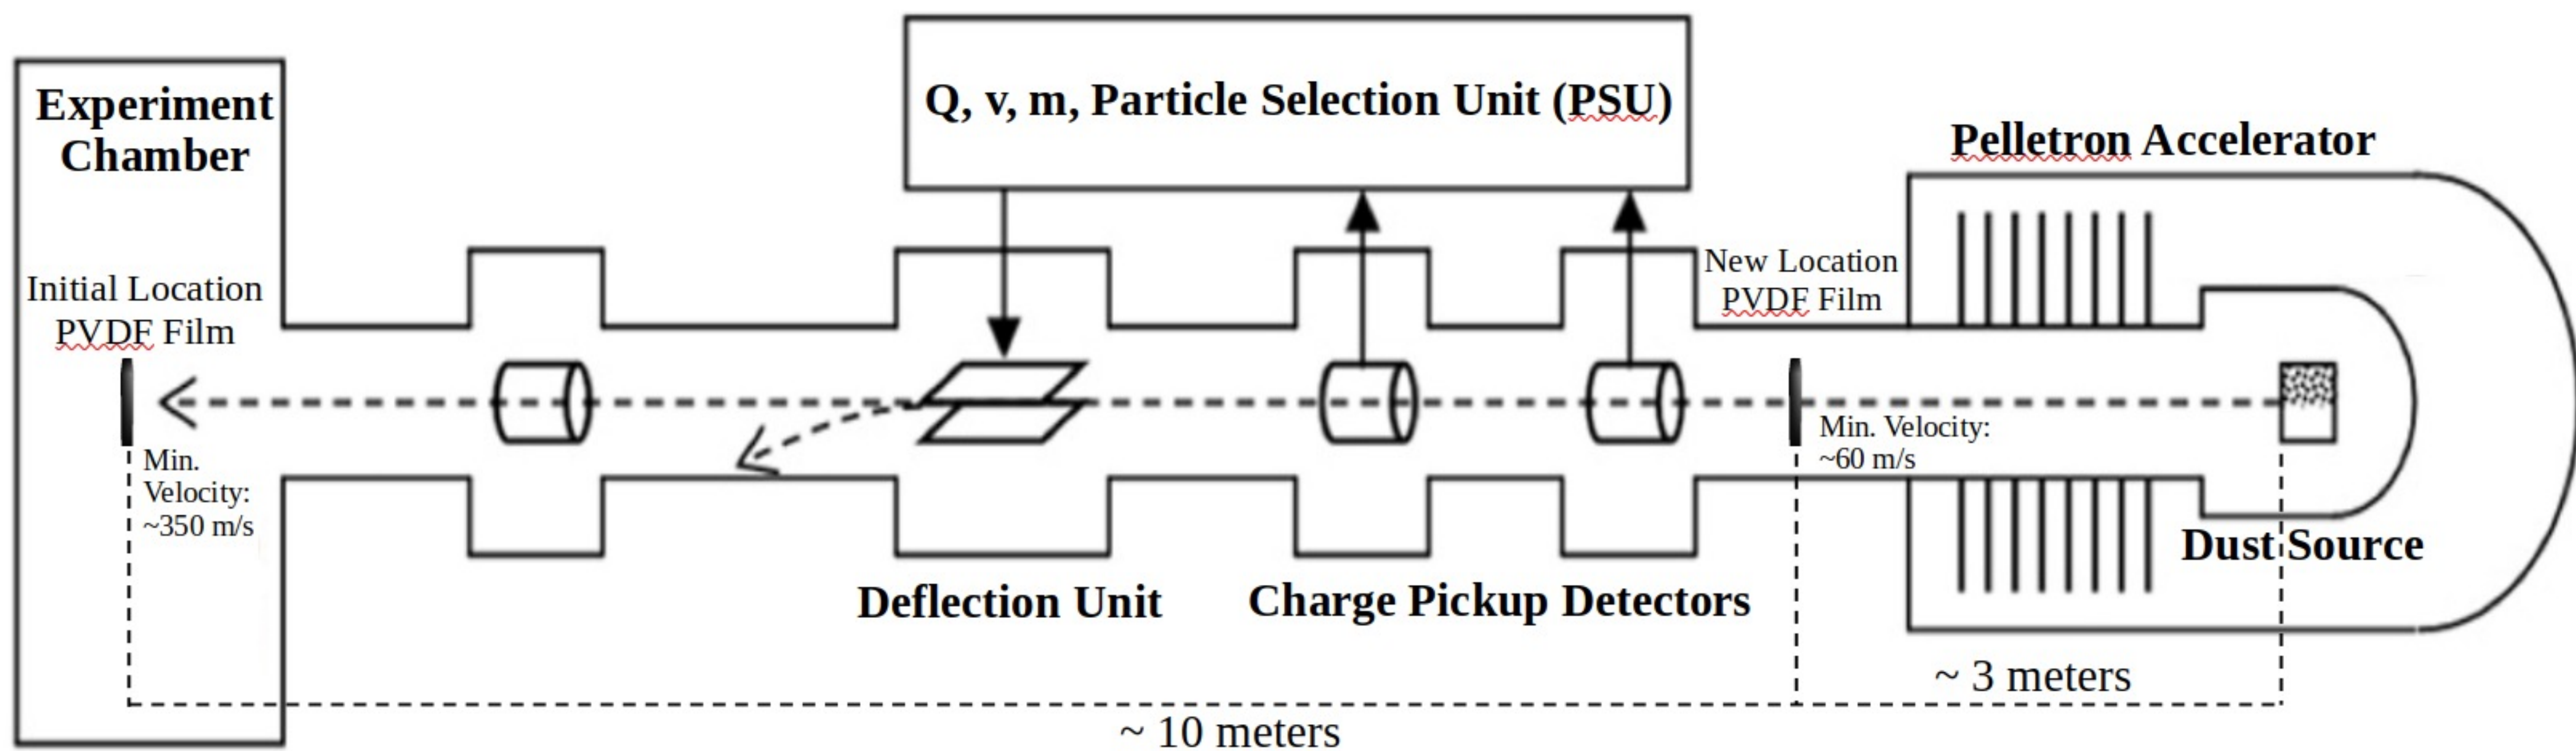 Experiment
Chamber
Q, v, m, Particle Selection Unit (PSU)
Pelletron Accelerator
Initial Location
PVDF Film
New Location
PVDF Film
Min.
Velocity:
~350 m/s
Min. Velocity:
~60 m/s
Dust Source
Deflection Unit
Charge Pickup Detectors
~ 3 meters
~ 10 meters